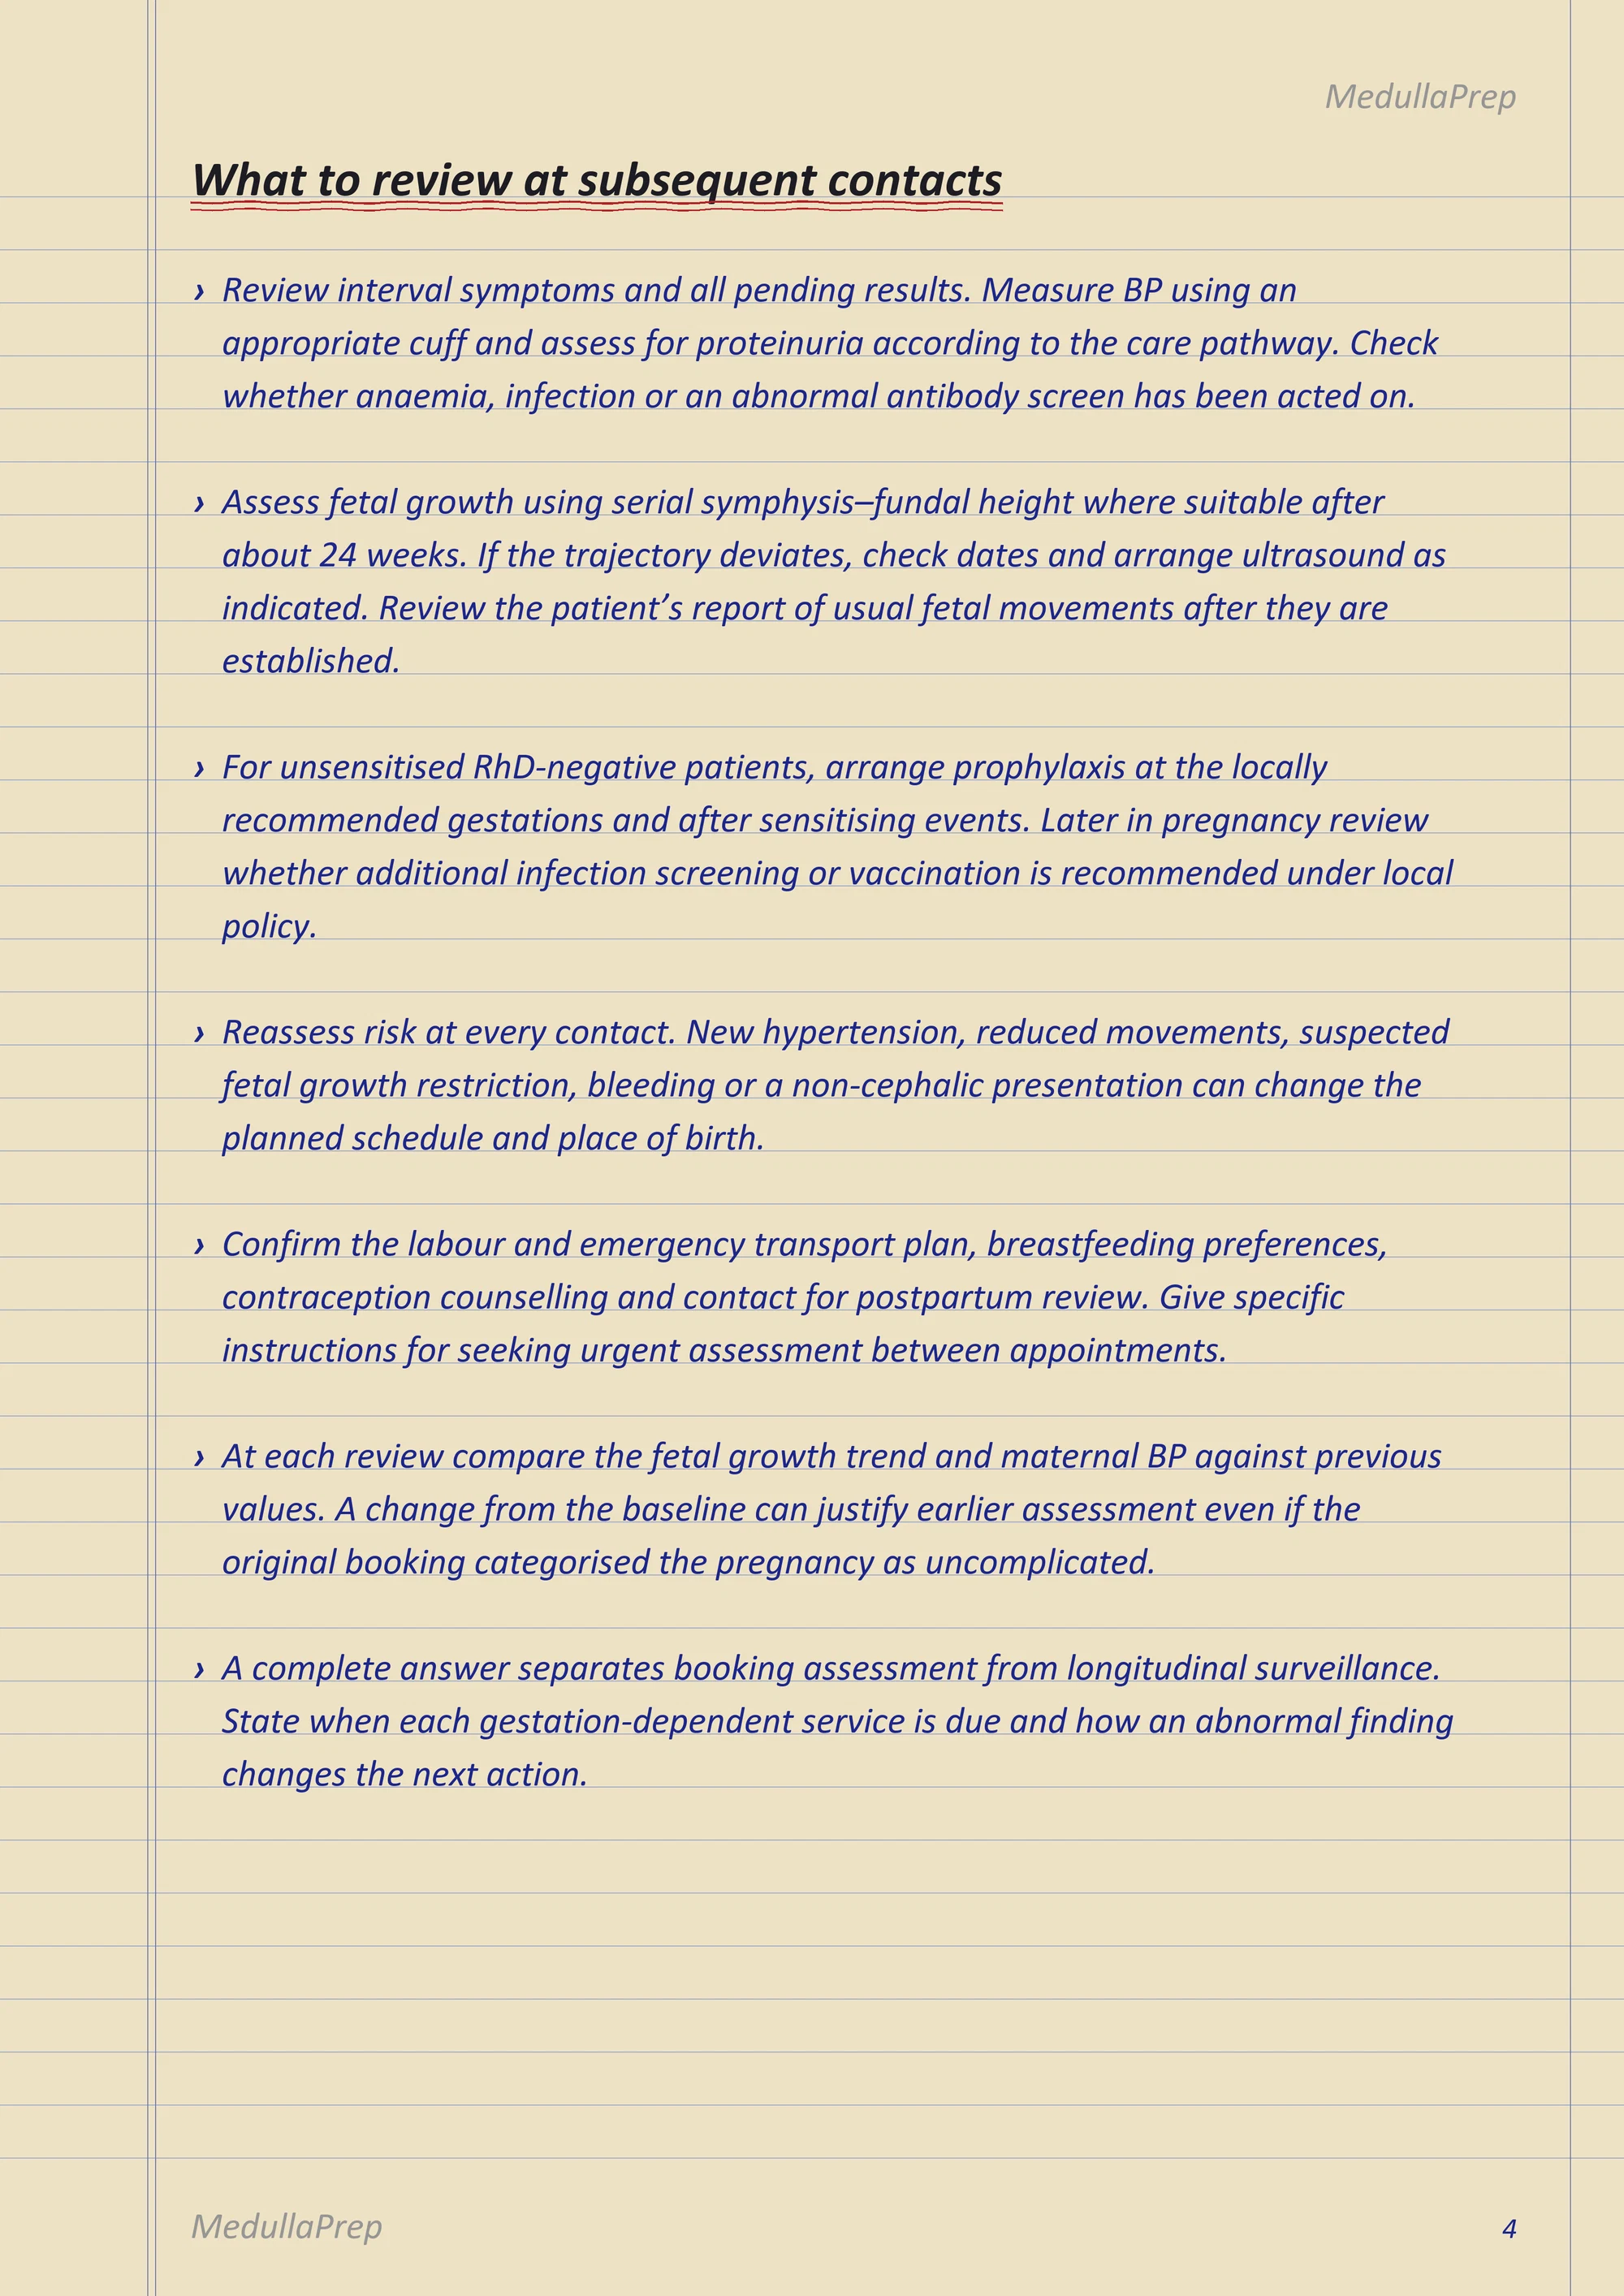 MedullaPrep
What to review at subsequent contacts
› Review interval symptoms and all pending results. Measure BP using an
appropriate cuff and assess for proteinuria according to the care pathway. Check
whether anaemia, infection or an abnormal antibody screen has been acted on.
› Assess fetal growth using serial symphysis–fundal height where suitable after
about 24 weeks. If the trajectory deviates, check dates and arrange ultrasound as
indicated. Review the patient’s report of usual fetal movements after they are
established.
› For unsensitised RhD-negative patients, arrange prophylaxis at the locally
recommended gestations and after sensitising events. Later in pregnancy review
whether additional infection screening or vaccination is recommended under local
policy.
› Reassess risk at every contact. New hypertension, reduced movements, suspected
fetal growth restriction, bleeding or a non-cephalic presentation can change the
planned schedule and place of birth.
› Confirm the labour and emergency transport plan, breastfeeding preferences,
contraception counselling and contact for postpartum review. Give specific
instructions for seeking urgent assessment between appointments.
› At each review compare the fetal growth trend and maternal BP against previous
values. A change from the baseline can justify earlier assessment even if the
original booking categorised the pregnancy as uncomplicated.
› A complete answer separates booking assessment from longitudinal surveillance.
State when each gestation-dependent service is due and how an abnormal finding
changes the next action.
MedullaPrep
4